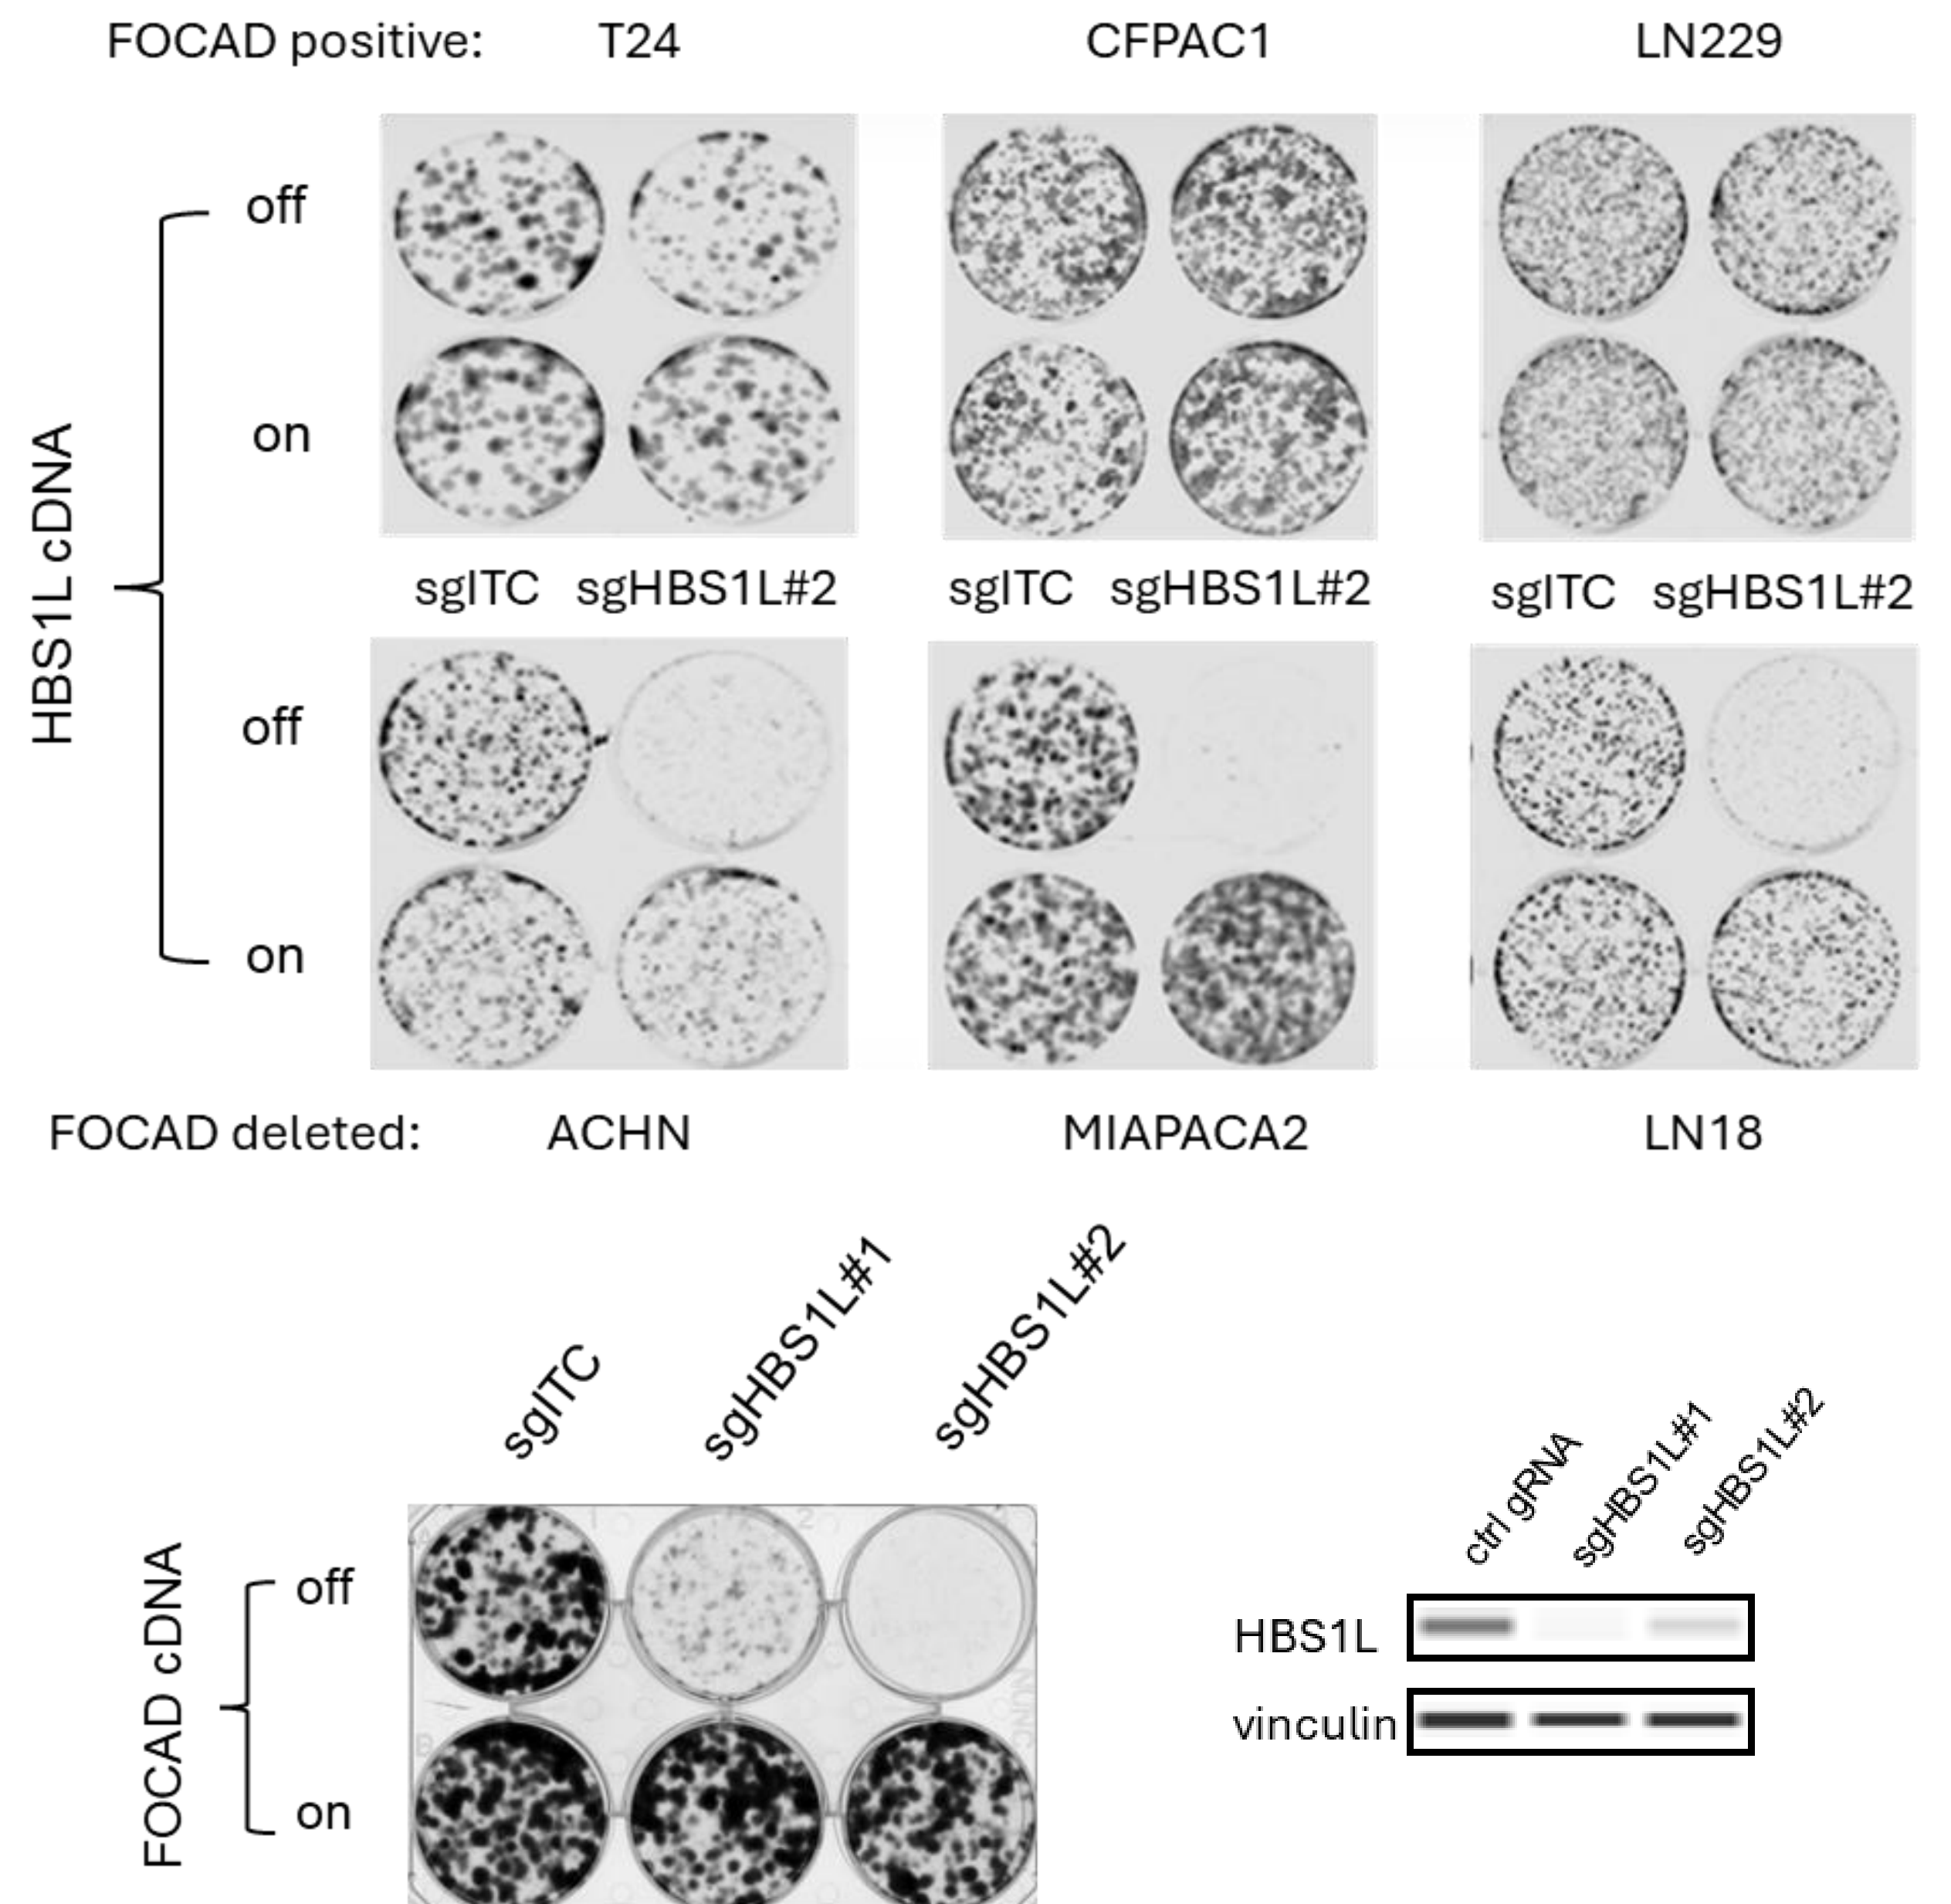 FOCAD positive: T24 CFPAC1 LN229
HBS1L cDNA
off
on
sgITC sgHBS1L#2 sgITC sgHBS1L#2 sgITC sgHBS1L#2
off
on
FOCAD deleted: ACHN MIAPACA2 LN18
sgITC sgHBS1L#1 sgHBS1L#2
FOCAD cDNA
off
on
ctrl gRNA sgHBS1L#1 sgHBS1L#2
HBS1L
vinculin